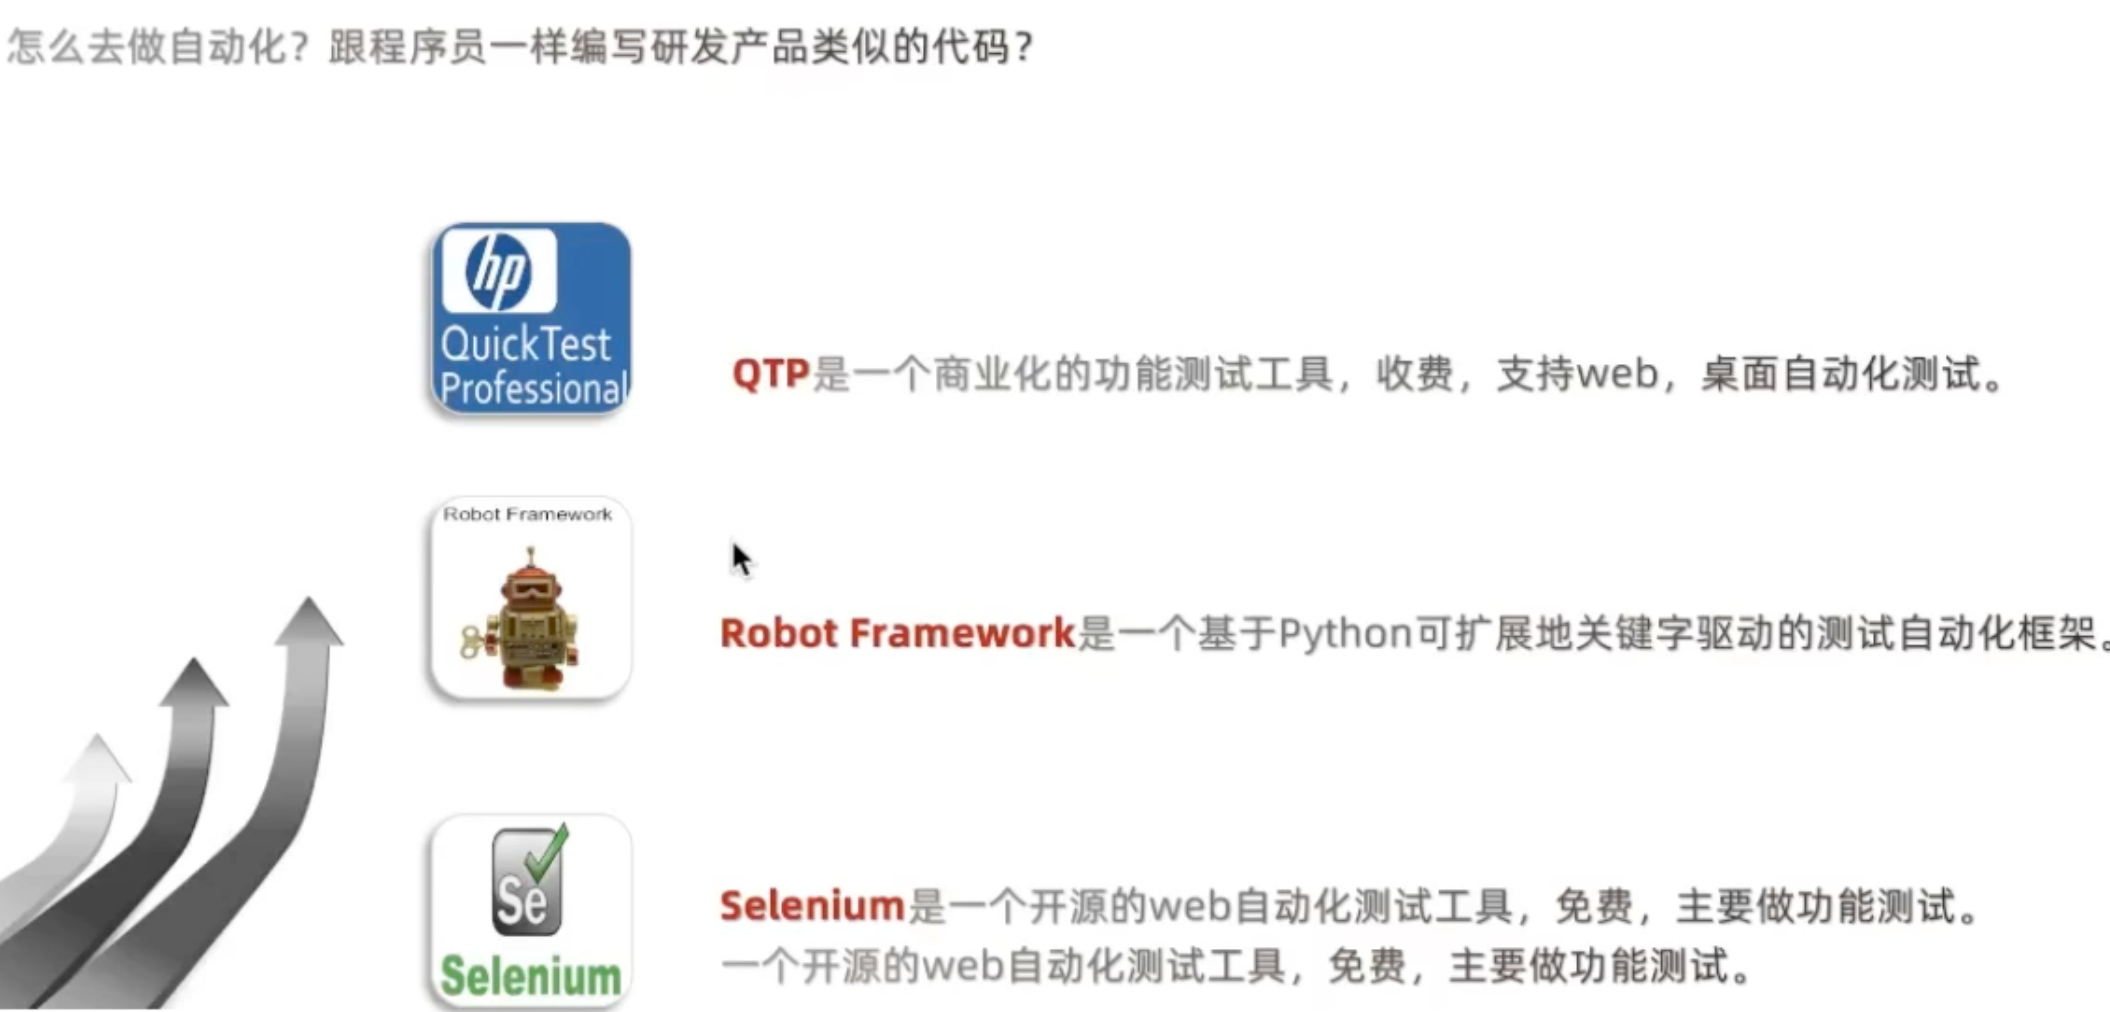 怎么去做自动化？跟程序员一样编写研发产品类似的代码？
hp
QuickTest
Professional
QTP是一个商业化的功能测试工具，收费，支持web，桌面自动化测试。
Robot Framework
Robot Framework是一个基于Python可扩展地关键字驱动的测试自动化框架。
Se
Selenium
Selenium是一个开源的web自动化测试工具，免费，主要做功能测试。
一个开源的web自动化测试工具，免费，主要做功能测试。